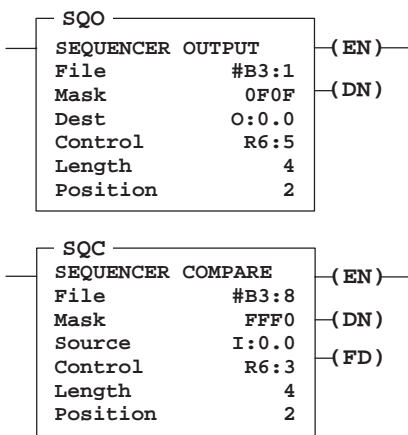 SQO
SEQUENCER OUTPUT (EN)
File #B3:1
Mask 0F0F (DN)
Dest O:0.0
Control R6:5
Length 4
Position 2
SQC
SEQUENCER COMPARE (EN)
File #B3:8
Mask FFF0 (DN)
Source I:0.0
Control R6:3 (FD)
Length 4
Position 2